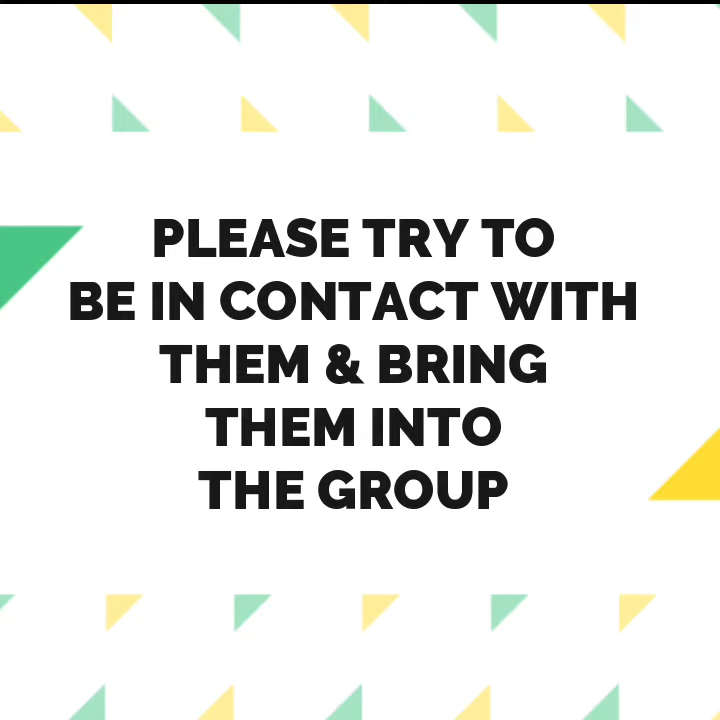 PLEASE TRY TO
BE IN CONTACT WITH
THEM & BRING
THEM INTO
THE GROUP